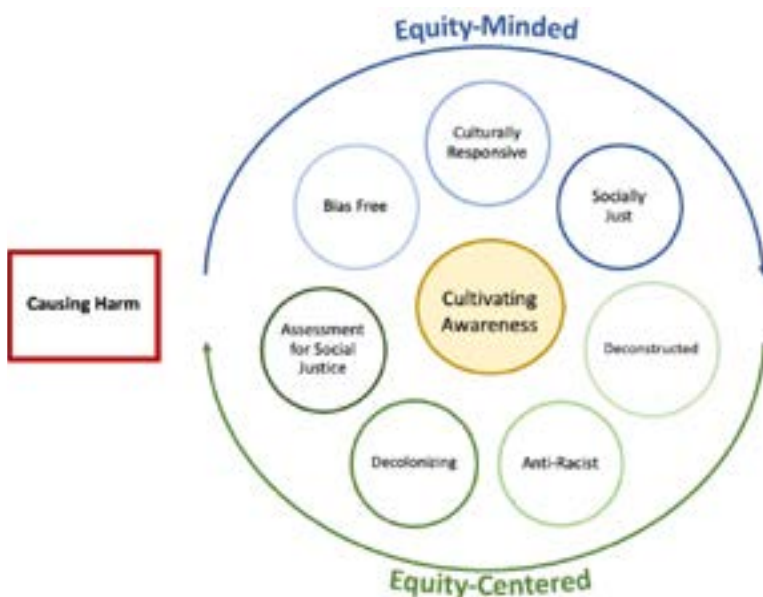 Equity-Minded
Culturally
Responsive
Bias Free
Socially
Just
Causing Harm
Cultivating
Awareness
Assessment
for Social
Justice
Deconstructed
Decolonizing
Anti-Racist
Equity-Centered